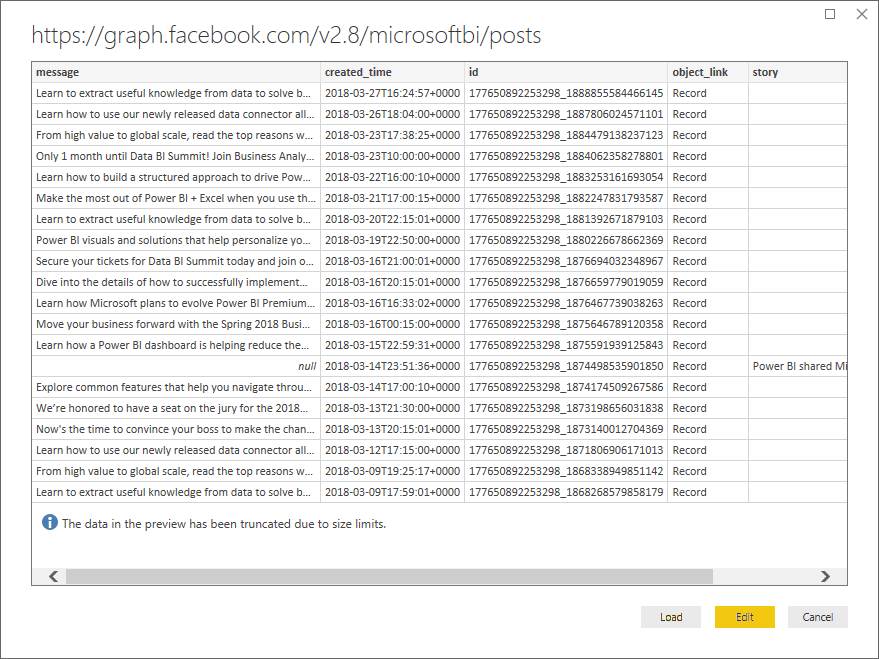 https://graph.facebook.com/v2.8/microsoftbi/posts
message created_time id object_link story
Learn to extract useful knowledge from data to solve b... 2018-03-27T16:24:57+0000 177650892253298_1888855584466145 Record
Learn how to use our newly released data connector all... 2018-03-26T18:04:00+0000 177650892253298_1887806024571101 Record
From high value to global scale, read the top reasons w... 2018-03-23T17:38:25+0000 177650892253298_1884479138237123 Record
Only 1 month until Data BI Summit! Join Business Analy... 2018-03-23T10:00:00+0000 177650892253298_1884062358278801 Record
Learn how to build a structured approach to drive Pow... 2018-03-22T16:00:10+0000 177650892253298_1883253161693054 Record
Make the most out of Power BI + Excel when you use th... 2018-03-21T17:00:15+0000 177650892253298_1882247831793587 Record
Learn to extract useful knowledge from data to solve b... 2018-03-20T22:15:01+0000 177650892253298_1881392671879103 Record
Power BI visuals and solutions that help personalize yo... 2018-03-19T22:50:00+0000 177650892253298_1880226678662369 Record
Secure your tickets for Data BI Summit today and join o... 2018-03-16T21:00:01+0000 177650892253298_1876694032348967 Record
Dive into the details of how to successfully implement... 2018-03-16T20:15:01+0000 177650892253298_1876659779019059 Record
Learn how Microsoft plans to evolve Power BI Premium... 2018-03-16T16:33:02+0000 177650892253298_1876467739038263 Record
Move your business forward with the Spring 2018 Busi... 2018-03-16T00:15:00+0000 177650892253298_1875646789120358 Record
Learn how a Power BI dashboard is helping reduce the... 2018-03-15T22:59:31+0000 177650892253298_1875591939125843 Record
null 2018-03-14T23:51:36+0000 177650892253298_1874498535901850 Record Power BI shared Mi
Explore common features that help you navigate throu... 2018-03-14T17:00:10+0000 177650892253298_1874174509267586 Record
We're honored to have a seat on the jury for the 2018... 2018-03-13T21:30:00+0000 177650892253298_1873198656031838 Record
Now's the time to convince your boss to make the chan... 2018-03-13T20:15:01+0000 177650892253298_1873140012704369 Record
Learn how to use our newly released data connector all... 2018-03-12T17:15:00+0000 177650892253298_1871806906171013 Record
From high value to global scale, read the top reasons w... 2018-03-09T19:25:17+0000 177650892253298_1868338949851142 Record
Learn to extract useful knowledge from data to solve b... 2018-03-09T17:59:01+0000 177650892253298_1868268579858179 Record
The data in the preview has been truncated due to size limits.
Load Edit Cancel